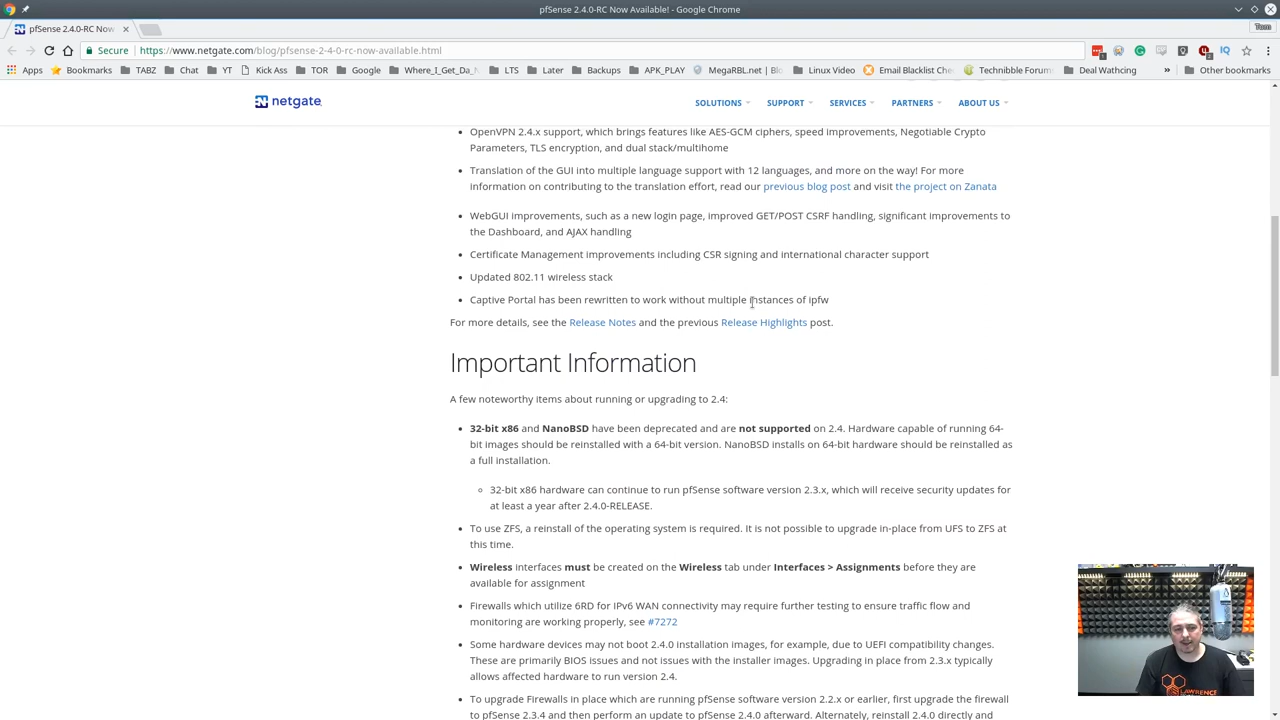 pfSense 2.4.0-RC Now Available! - Google Chrome
pfSense 2.4.0-RC Now
Tom
Secure https://www.netgate.com/blog/pfsense-2-4-0-rc-now-available.html
Apps Bookmarks TABZ Chat YT Kick Ass TOR Google Where_I_Get_Da_ LTS Later Backups APK_PLAY MegaRBL.net | Blo Linux Video Email Blacklist Che Technibble Forum Deal Wathcing » Other bookmarks
netgate SOLUTIONS SUPPORT SERVICES PARTNERS ABOUT US
OpenVPN 2.4.x support, which brings features like AES-GCM ciphers, speed improvements, Negotiable Crypto
Parameters, TLS encryption, and dual stack/multihome
Translation of the GUI into multiple language support with 12 languages, and more on the way! For more
information on contributing to the translation effort, read our previous blog post and visit the project on Zanata
WebGUI improvements, such as a new login page, improved GET/POST CSRF handling, significant improvements to
the Dashboard, and AJAX handling
Certificate Management improvements including CSR signing and international character support
Updated 802.11 wireless stack
Captive Portal has been rewritten to work without multiple instances of ipfw
For more details, see the Release Notes and the previous Release Highlights post.
Important Information
A few noteworthy items about running or upgrading to 2.4:
32-bit x86 and NanoBSD have been deprecated and are not supported on 2.4. Hardware capable of running 64-
bit images should be reinstalled with a 64-bit version. NanoBSD installs on 64-bit hardware should be reinstalled as
a full installation.
32-bit x86 hardware can continue to run pfSense software version 2.3.x, which will receive security updates for
at least a year after 2.4.0-RELEASE.
To use ZFS, a reinstall of the operating system is required. It is not possible to upgrade in-place from UFS to ZFS at
this time.
Wireless interfaces must be created on the Wireless tab under Interfaces > Assignments before they are
available for assignment
Firewalls which utilize 6RD for IPv6 WAN connectivity may require further testing to ensure traffic flow and
monitoring are working properly, see #7272
Some hardware devices may not boot 2.4.0 installation images, for example, due to UEFI compatibility changes.
These are primarily BIOS issues and not issues with the installer images. Upgrading in place from 2.3.x typically
allows affected hardware to run version 2.4.
To upgrade Firewalls in place which are running pfSense software version 2.2.x or earlier, first upgrade the firewall
to pfSense 2.3.4 and then perform an update to pfSense 2.4.0 afterward. Alternately, reinstall 2.4.0 directly and
LAWRENCE